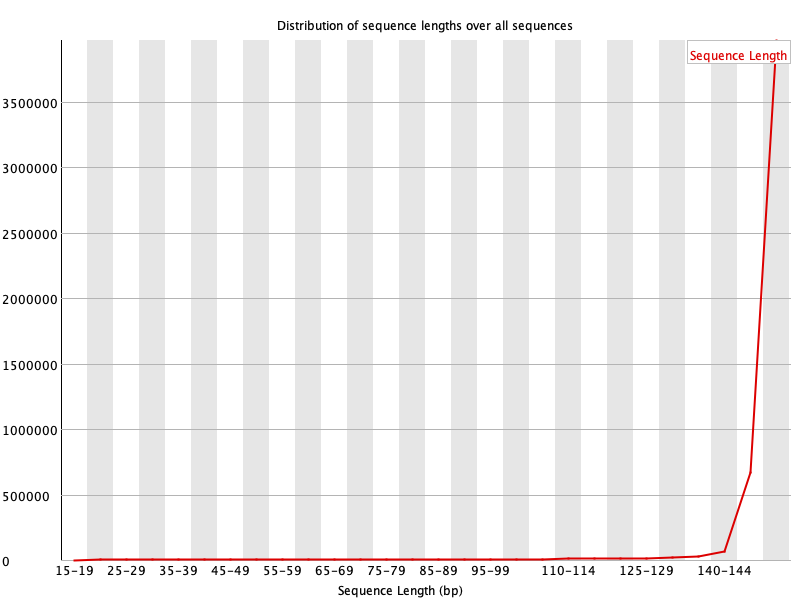 Distribution of sequence lengths over all sequences
Sequence Length
3500000
3000000
2500000
2000000
1500000
1000000
500000
0
15-19 25-29 35-39 45-49 55-59 65-69 75-79 85-89 95-99 110-114 125-129 140-144
Sequence Length (bp)